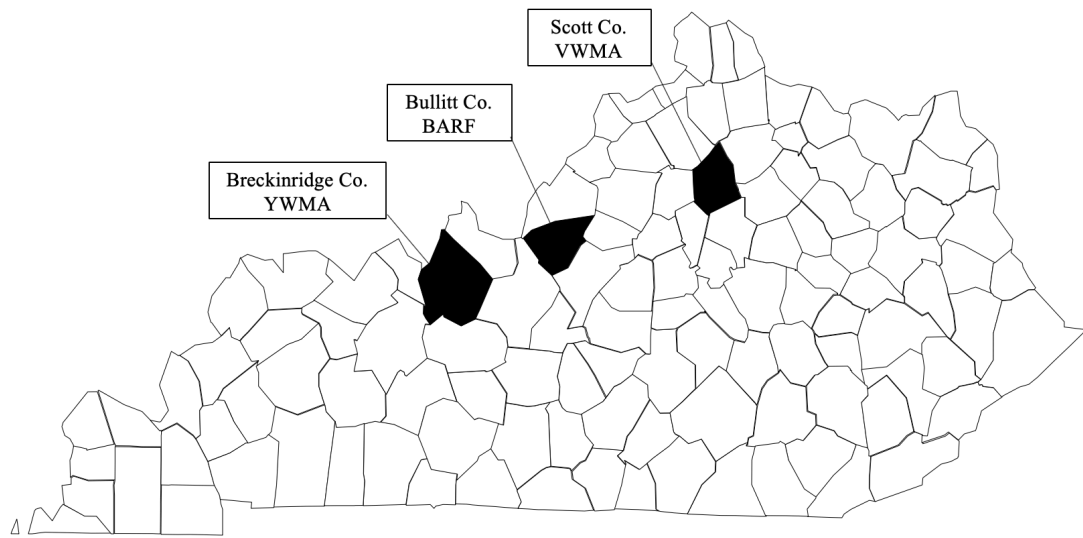 Scott Co.
VWMA
Bullitt Co.
BARF
Breckinridge Co.
YWMA